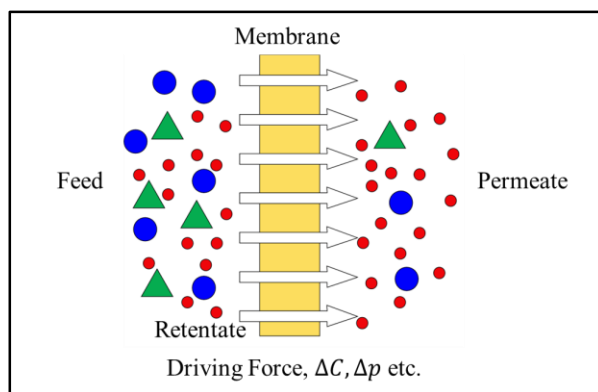 Membrane
Feed
Permeate
Retentate
Driving Force, ΔC, Δp etc.